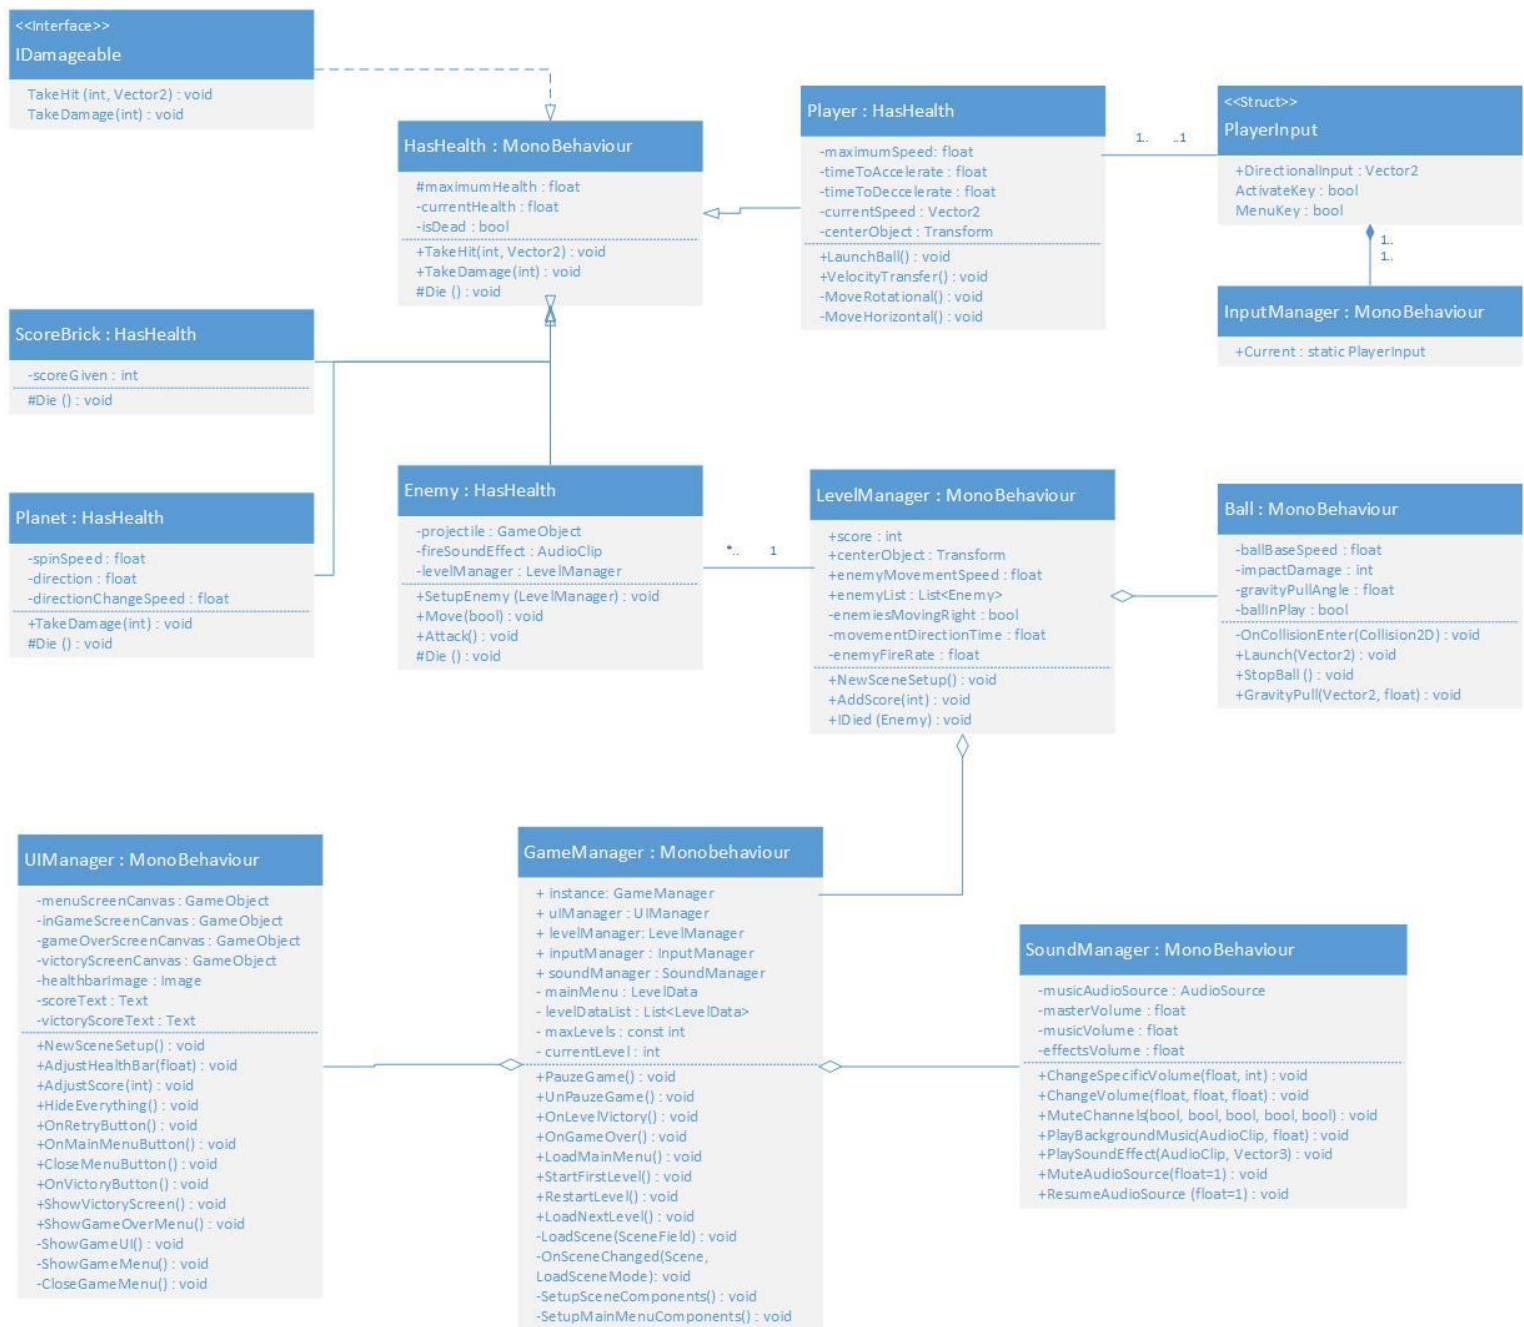 <<Interface>>
IDamageable
TakeHit (int, Vector2) : void
TakeDamage(int) : void
HasHealth : MonoBehaviour
#maximumHealth : float
-currentHealth : float
-isDead : bool
+TakeHit(int, Vector2) : void
+TakeDamage(int) : void
#Die () : void
Player : HasHealth
-maximumSpeed: float
-timeToAccelerate : float
-timeToDeccelerate : float
-currentSpeed : Vector2
-centerObject : Transform
+LaunchBall() : void
+VelocityTransfer() : void
-MoveRotational() : void
-MoveHorizontal() : void
1.. ..1
<<Struct>>
PlayerInput
+DirectionalInput : Vector2
ActivateKey : bool
MenuKey : bool
1..
1..
InputManager : MonoBehaviour
+Current : static PlayerInput
ScoreBrick : HasHealth
-scoreGiven : int
#Die () : void
Planet : HasHealth
-spinSpeed : float
-direction : float
-directionChangeSpeed : float
+TakeDamage(int) : void
#Die () : void
Enemy : HasHealth
-projectile : GameObject
-fireSoundEffect : AudioClip
-levelManager : LevelManager
+SetupEnemy (LevelManager) : void
+Move(bool) : void
+Attack() : void
#Die () : void
*.. 1
LevelManager : MonoBehaviour
+score : int
+centerObject : Transform
+enemyMovementSpeed : float
+enemyList : List<Enemy>
-enemiesMovingRight : bool
-movementDirectionTime : float
-enemyFireRate : float
+NewSceneSetup() : void
+AddScore(int) : void
+IDied (Enemy) : void
Ball : MonoBehaviour
-ballBaseSpeed : float
-impactDamage : int
-gravityPullAngle : float
-ballInPlay : bool
-OnCollisionEnter(Collision2D) : void
+Launch(Vector2) : void
+StopBall () : void
+GravityPull(Vector2, float) : void
UIManager : MonoBehaviour
-menuScreenCanvas : GameObject
-inGameScreenCanvas : GameObject
-gameOverScreenCanvas : GameObject
-victoryScreenCanvas : GameObject
-healthbarImage : Image
-scoreText : Text
-victoryScoreText : Text
+NewSceneSetup() : void
+AdjustHealthBar(float) : void
+AdjustScore(int) : void
+HideEverything() : void
+OnRetryButton() : void
+OnMainMenuButton() : void
+CloseMenuButton() : void
+OnVictoryButton() : void
+ShowVictoryScreen() : void
+ShowGameOverMenu() : void
-ShowGameUI() : void
-ShowGameMenu() : void
-CloseGameMenu() : void
GameManager : Monobehaviour
+ instance: GameManager
+ uiManager : UIManager
+ levelManager: LevelManager
+ inputManager : InputManager
+ soundManager : SoundManager
- mainMenu : LevelData
- levelDataList : List<LevelData>
- maxLevels : const int
- currentLevel : int
+PauzeGame() : void
+UnPauzeGame() : void
+OnLevelVictory() : void
+OnGameOver() : void
+LoadMainMenu() : void
+StartFirstLevel() : void
+RestartLevel() : void
+LoadNextLevel() : void
-LoadScene(SceneField) : void
-OnSceneChanged(Scene,
LoadSceneMode): void
-SetupSceneComponents() : void
-SetupMainMenuComponents() : void
SoundManager : MonoBehaviour
-musicAudioSource : AudioSource
-masterVolume : float
-musicVolume : float
-effectsVolume : float
+ChangeSpecificVolume(float, int) : void
+ChangeVolume(float, float, float) : void
+MuteChannels(bool, bool, bool, bool, bool) : void
+PlayBackgroundMusic(AudioClip, float) : void
+PlaySoundEffect(AudioClip, Vector3) : void
+MuteAudioSource(float=1) : void
+ResumeAudioSource (float=1) : void